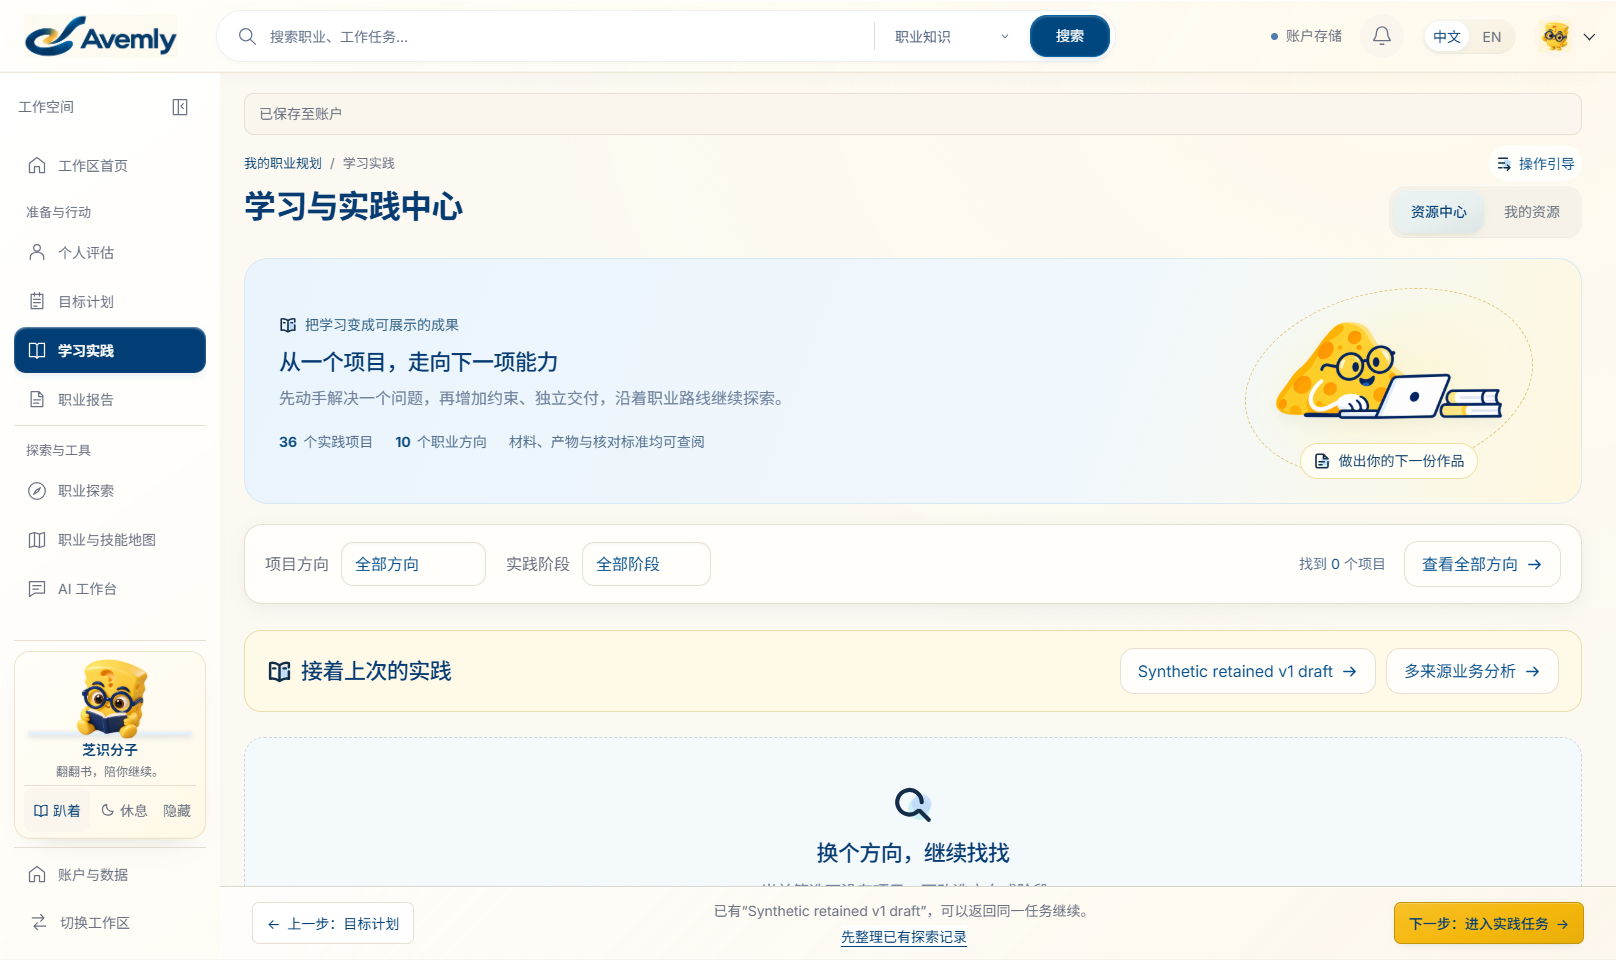 Avemly
搜索职业、工作任务...
职业知识
搜索
账户存储
中文
EN
工作空间
工作区首页
准备与行动
个人评估
目标计划
学习实践
职业报告
探索与工具
职业探索
职业与技能地图
AI 工作台
芝识分子
翻翻书，陪你继续。
趴着
休息
隐藏
账户与数据
切换工作区
已保存至账户
我的职业规划 / 学习实践
操作引导
学习与实践中心
资源中心
我的资源
把学习变成可展示的成果
从一个项目，走向下一项能力
先动手解决一个问题，再增加约束、独立交付，沿着职业路线继续探索。
36 个实践项目 10 个职业方向 材料、产物与核对标准均可查阅
做出你的下一份作品
项目方向
全部方向
实践阶段
全部阶段
找到 0 个项目
查看全部方向 →
接着上次的实践
Synthetic retained v1 draft →
多来源业务分析 →
换个方向，继续找找
← 上一步：目标计划
已有“Synthetic retained v1 draft”，可以返回同一任务继续。
先整理已有探索记录
下一步：进入实践任务 →